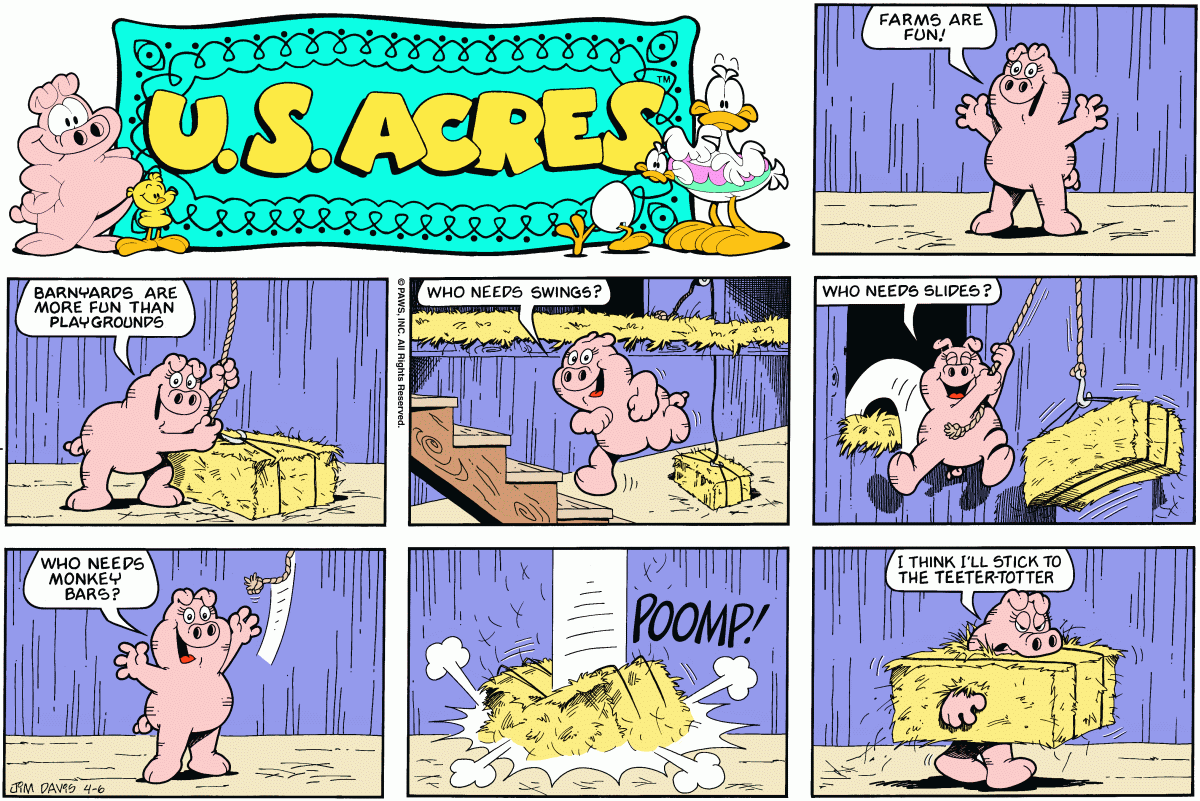 U.S. ACRES
TM
FARMS ARE
FUN!
BARNYARDS ARE
MORE FUN THAN
PLAYGROUNDS
© PAWS, INC. All Rights Reserved.
WHO NEEDS SWINGS?
WHO NEEDS SLIDES?
WHO NEEDS
MONKEY
BARS?
JIM DAVIS 4-6
POOMP!
I THINK I'LL STICK TO
THE TEETER-TOTTER